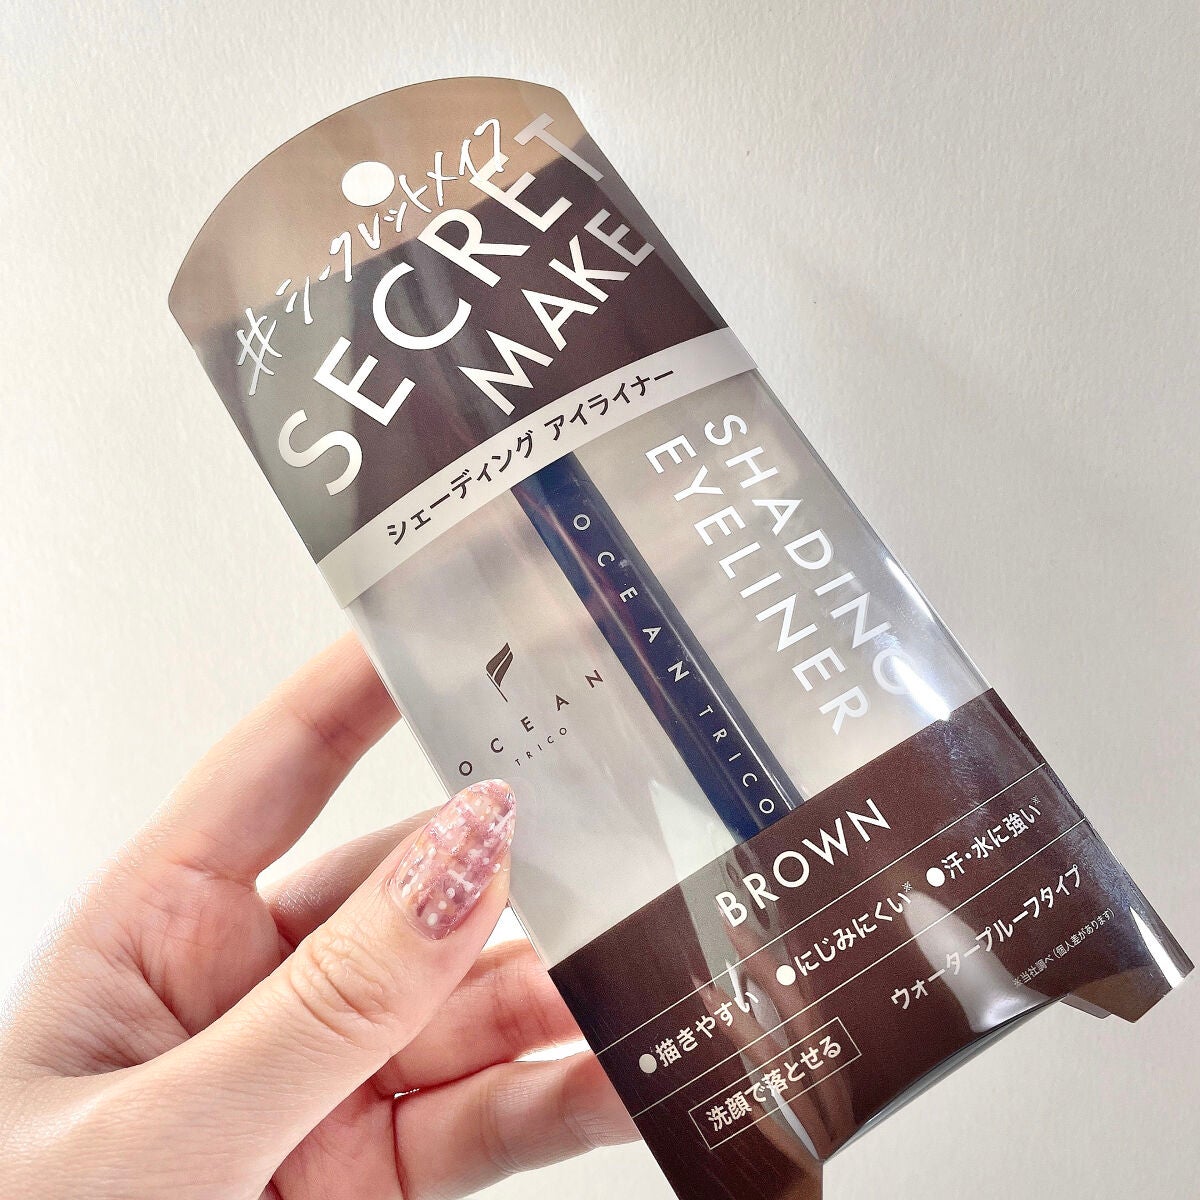 #シークレットメイク
SECRET
MAKE
シェーディング アイライナー
SHADING
EYELINER
OCEAN TRICO
OCEAN
TRICO
BROWN
●描きやすい ●にじみにくい※ ●汗・水に強い※
洗顔で落とせる ウォータープルーフタイプ
※当社調べ(個人差があります)